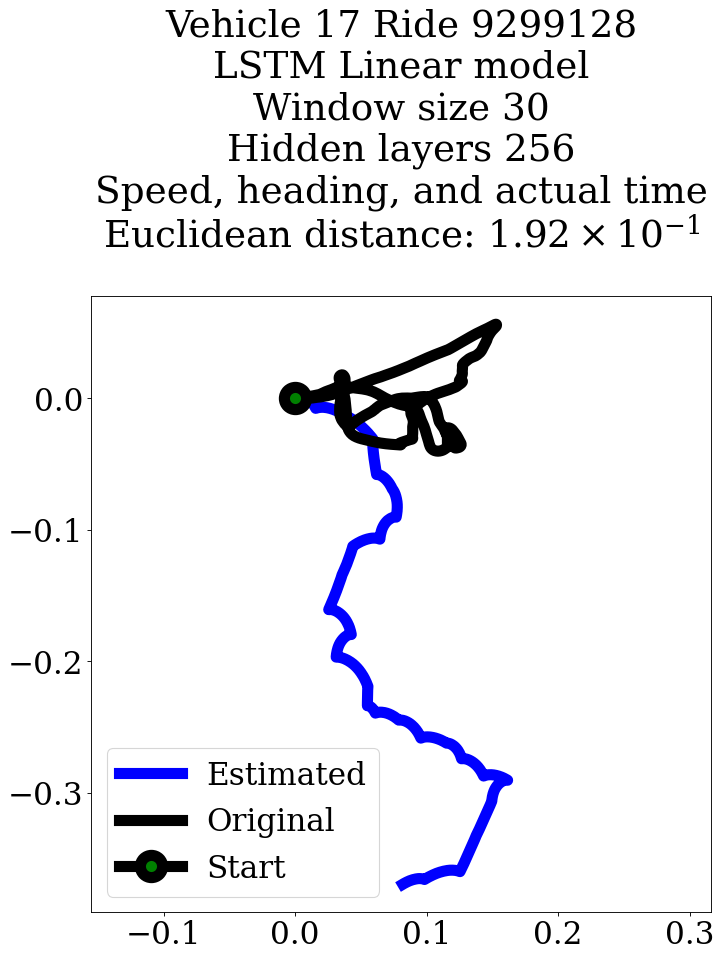 Vehicle 17 Ride 9299128
LSTM Linear model
Window size 30
Hidden layers 256
Speed, heading, and actual time
Euclidean distance: 1.92 × 10⁻¹
0.0
−0.1
−0.2
−0.3
Estimated
Original
Start
−0.1 0.0 0.1 0.2 0.3